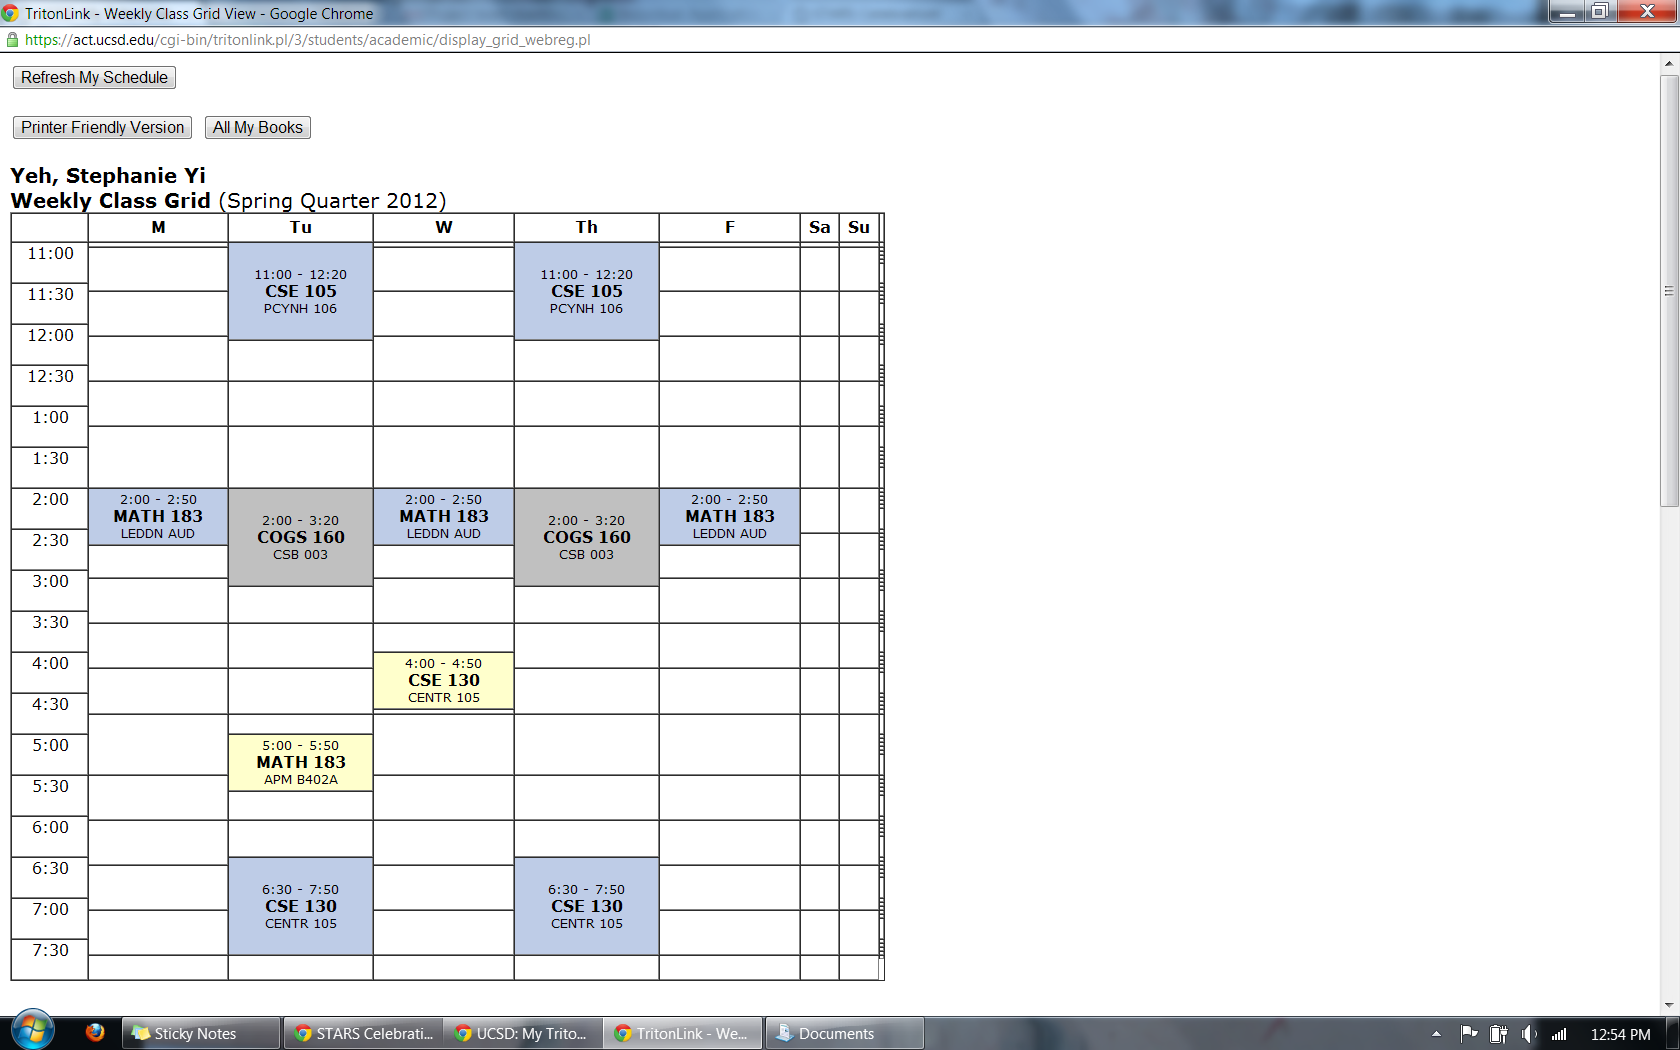 TritonLink - Weekly Class Grid View - Google Chrome
https://act.ucsd.edu/cgi-bin/tritonlink.pl/3/students/academic/display_grid_webreg.pl
Refresh My Schedule
Printer Friendly Version All My Books
Yeh, Stephanie Yi
Weekly Class Grid (Spring Quarter 2012)
M Tu W Th F Sa Su
11:00
11:00 - 12:20 11:00 - 12:20
CSE 105 CSE 105
11:30
PCYNH 106 PCYNH 106
12:00
12:30
1:00
1:30
2:00 2:00 - 2:50 2:00 - 2:50 2:00 - 2:50
MATH 183 MATH 183 MATH 183
2:00 - 3:20 2:00 - 3:20
LEDDN AUD LEDDN AUD LEDDN AUD
2:30 COGS 160 COGS 160
CSB 003 CSB 003
3:00
3:30
4:00 4:00 - 4:50
CSE 130
CENTR 105
4:30
5:00 5:00 - 5:50
MATH 183
APM B402A
5:30
6:00
6:30
6:30 - 7:50 6:30 - 7:50
7:00 CSE 130 CSE 130
CENTR 105 CENTR 105
7:30
Sticky Notes STARS Celebrati... UCSD: My Trito... TritonLink - We... Documents 12:54 PM